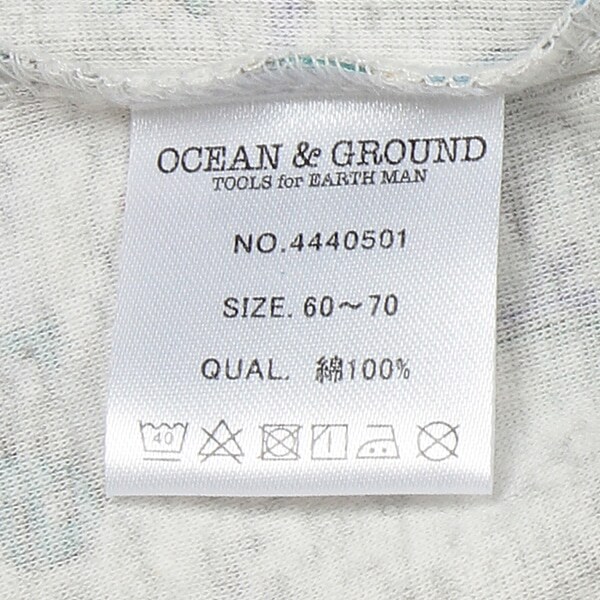 OCEAN & GROUND
TOOLS for EARTH MAN
NO.4440501
SIZE. 60～70
QUAL. 綿100%
40